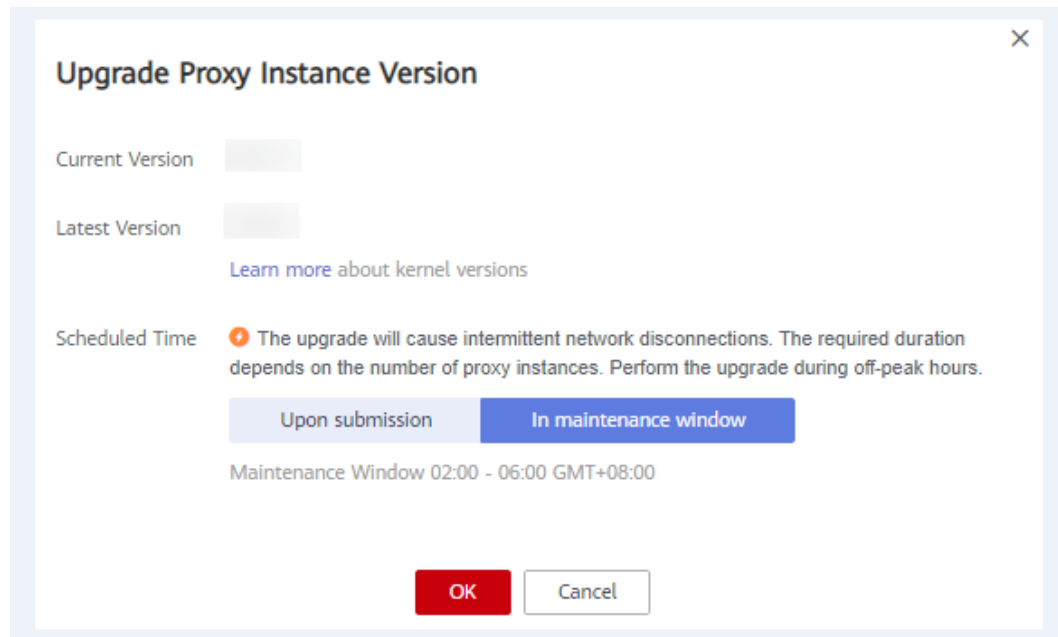 Upgrade Proxy Instance Version
Current Version
Latest Version
Learn more about kernel versions
Scheduled Time
The upgrade will cause intermittent network disconnections. The required duration
depends on the number of proxy instances. Perform the upgrade during off-peak hours.
Upon submission
In maintenance window
Maintenance Window 02:00 - 06:00 GMT+08:00
OK
Cancel